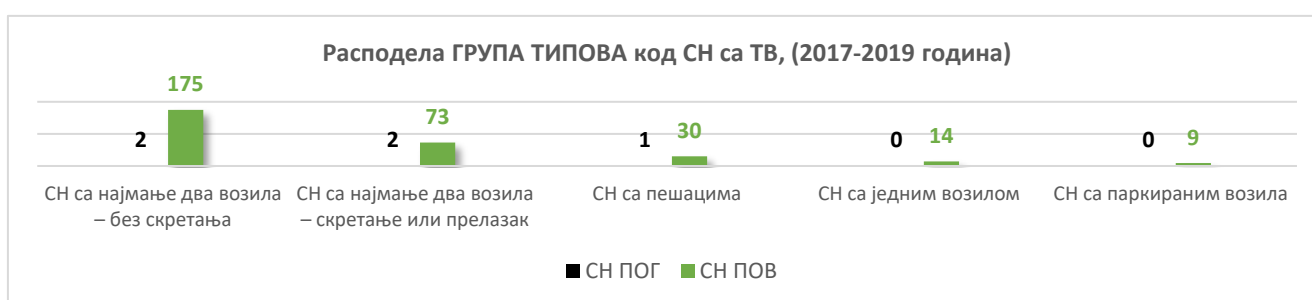 Расподела ГРУПА ТИПОВА код СН са ТВ, (2017-2019 година)
175
2
73
2
30
1
14
0
9
0
СН са најмање два возила
– без скретања
СН са најмање два возила
– скретање или прелазак
СН са пешацима
СН са једним возилом
СН са паркираним возила
СН ПОГ
СН ПОВ